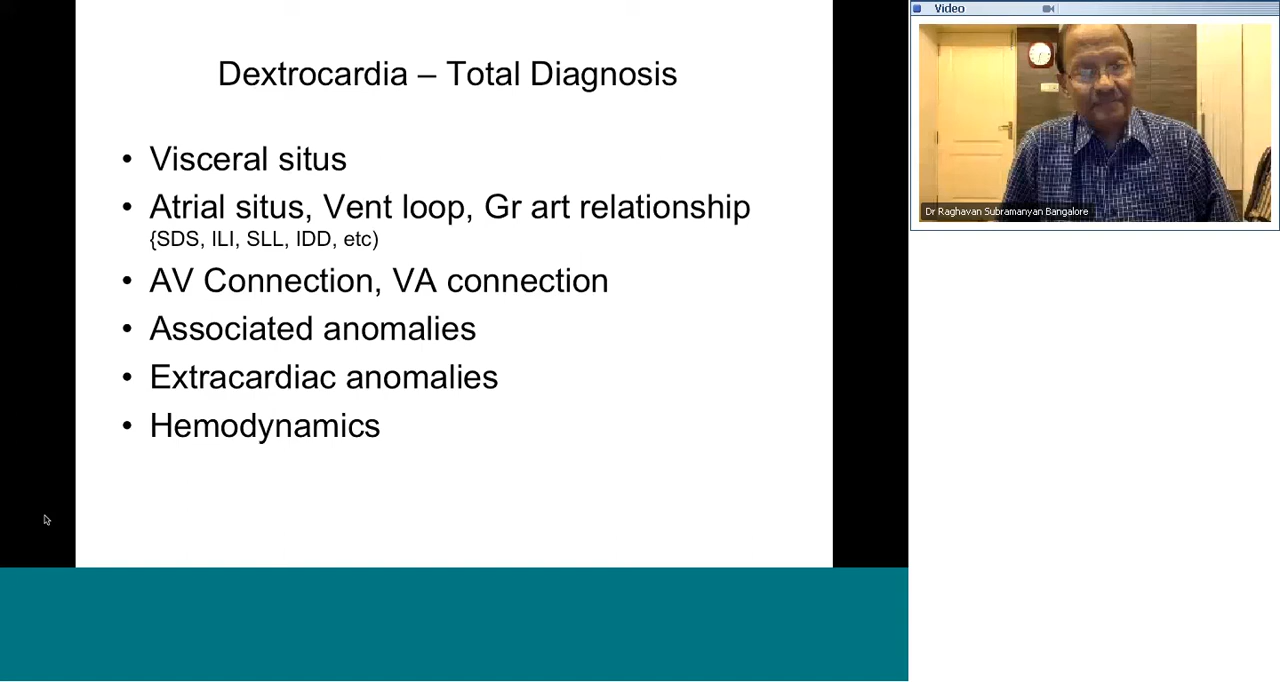 Dextrocardia – Total Diagnosis
• Visceral situs
• Atrial situs, Vent loop, Gr art relationship
{SDS, ILI, SLL, IDD, etc)
• AV Connection, VA connection
• Associated anomalies
• Extracardiac anomalies
• Hemodynamics
Video
Dr Raghavan Subramanyan Bangalore